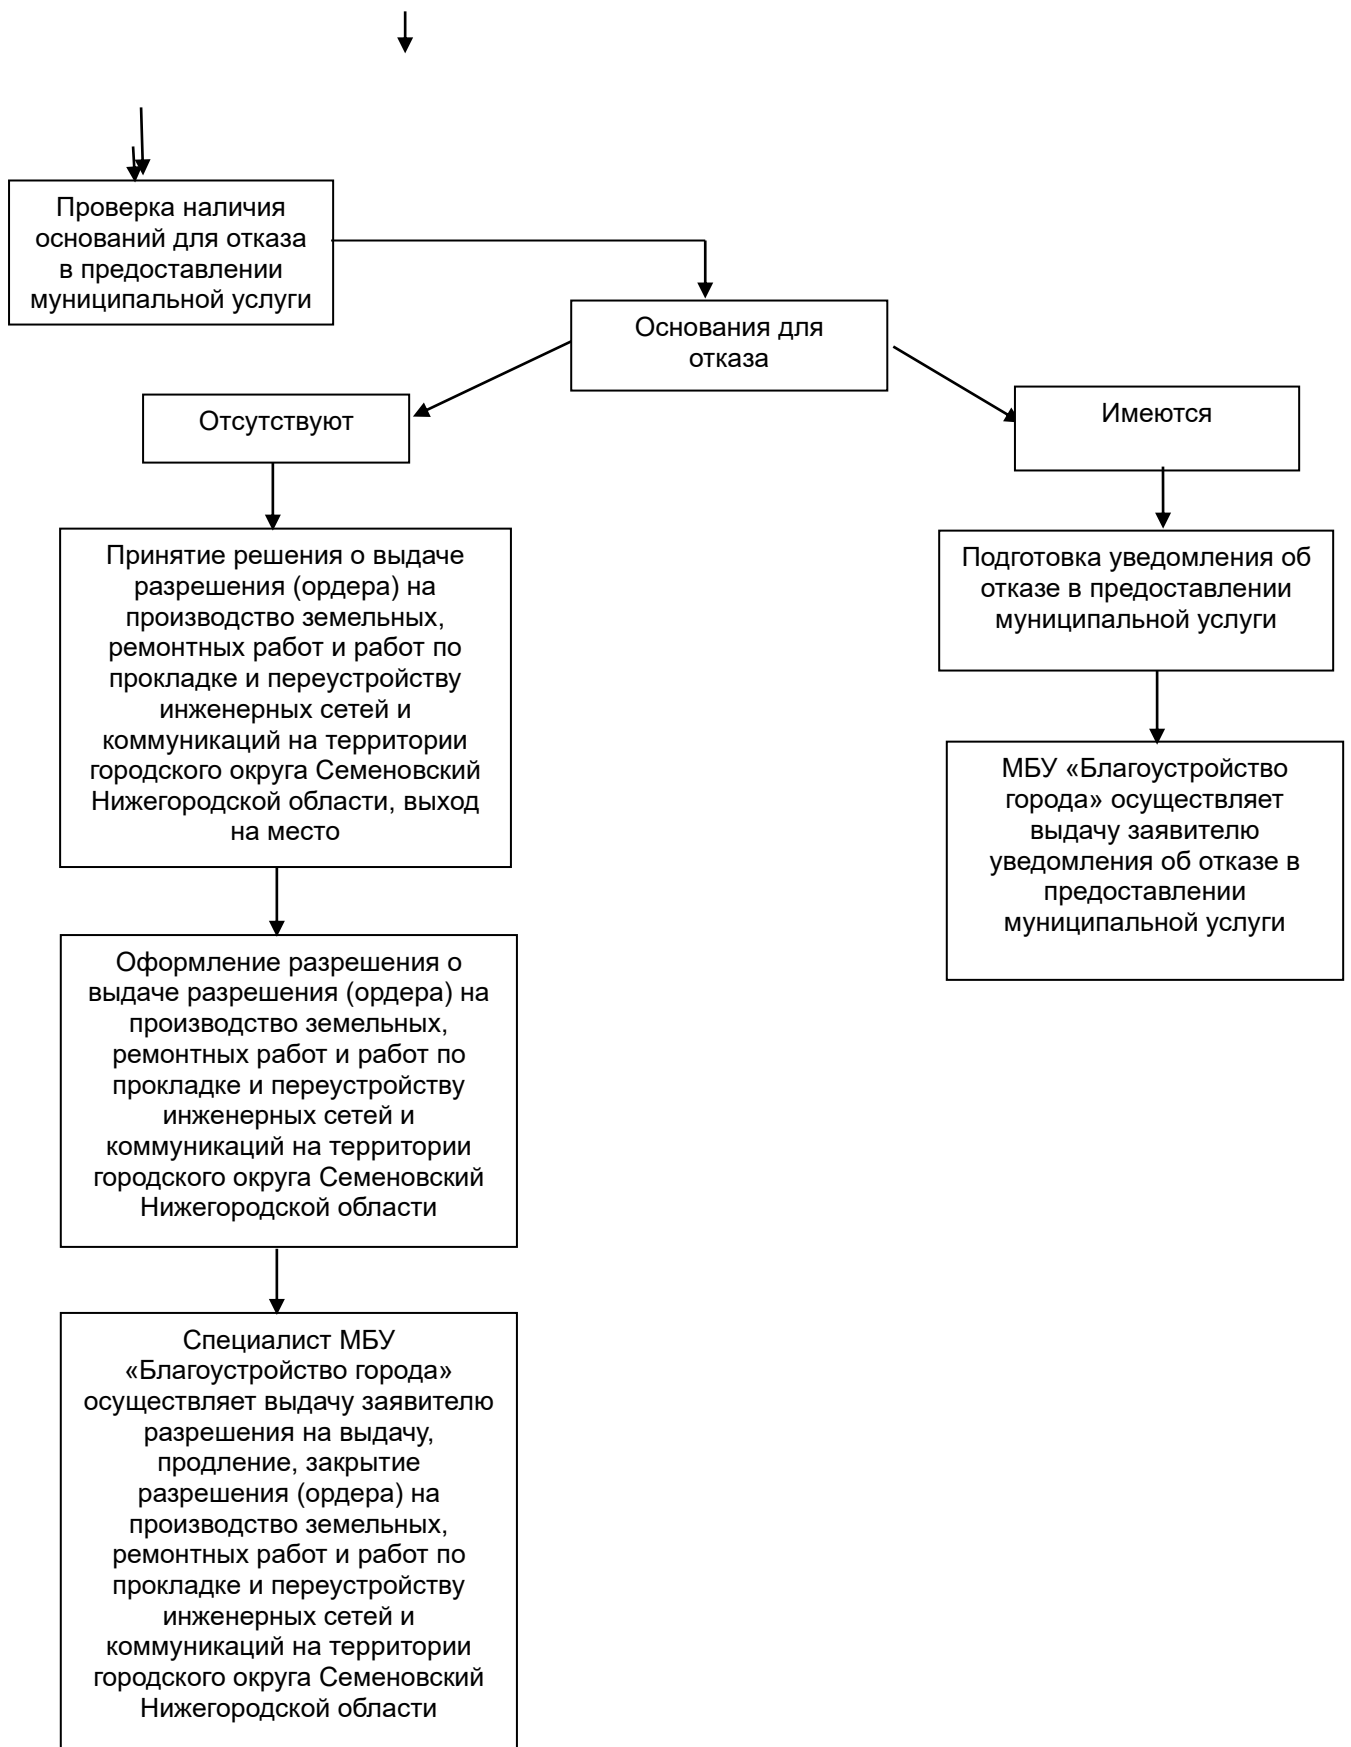 Проверка наличия
оснований для отказа
в предоставлении
муниципальной услуги
Основания для
отказа
Отсутствуют
Имеются
Принятие решения о выдаче
разрешения (ордера) на
производство земельных,
ремонтных работ и работ по
прокладке и переустройству
инженерных сетей и
коммуникаций на территории
городского округа Семеновский
Нижегородской области, выход
на место
Подготовка уведомления об
отказе в предоставлении
муниципальной услуги
МБУ «Благоустройство
города» осуществляет
выдачу заявителю
уведомления об отказе в
предоставлении
муниципальной услуги
Оформление разрешения о
выдаче разрешения (ордера) на
производство земельных,
ремонтных работ и работ по
прокладке и переустройству
инженерных сетей и
коммуникаций на территории
городского округа Семеновский
Нижегородской области
Специалист МБУ
«Благоустройство города»
осуществляет выдачу заявителю
разрешения на выдачу,
продление, закрытие
разрешения (ордера) на
производство земельных,
ремонтных работ и работ по
прокладке и переустройству
инженерных сетей и
коммуникаций на территории
городского округа Семеновский
Нижегородской области